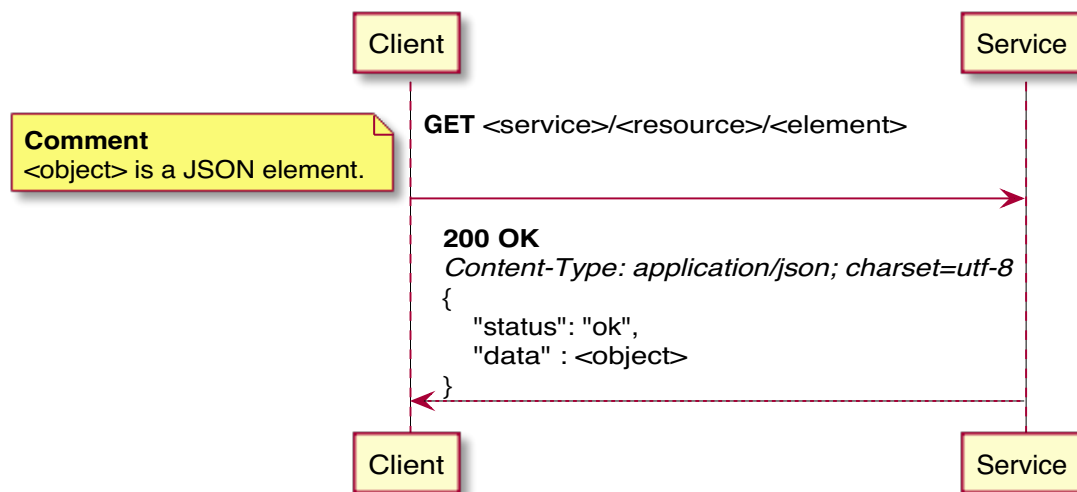 Client
Service
Comment
<object> is a JSON element.
GET <service>/<resource>/<element>
200 OK
Content-Type: application/json; charset=utf-8
{
"status": "ok",
"data" : <object>
}
Client
Service